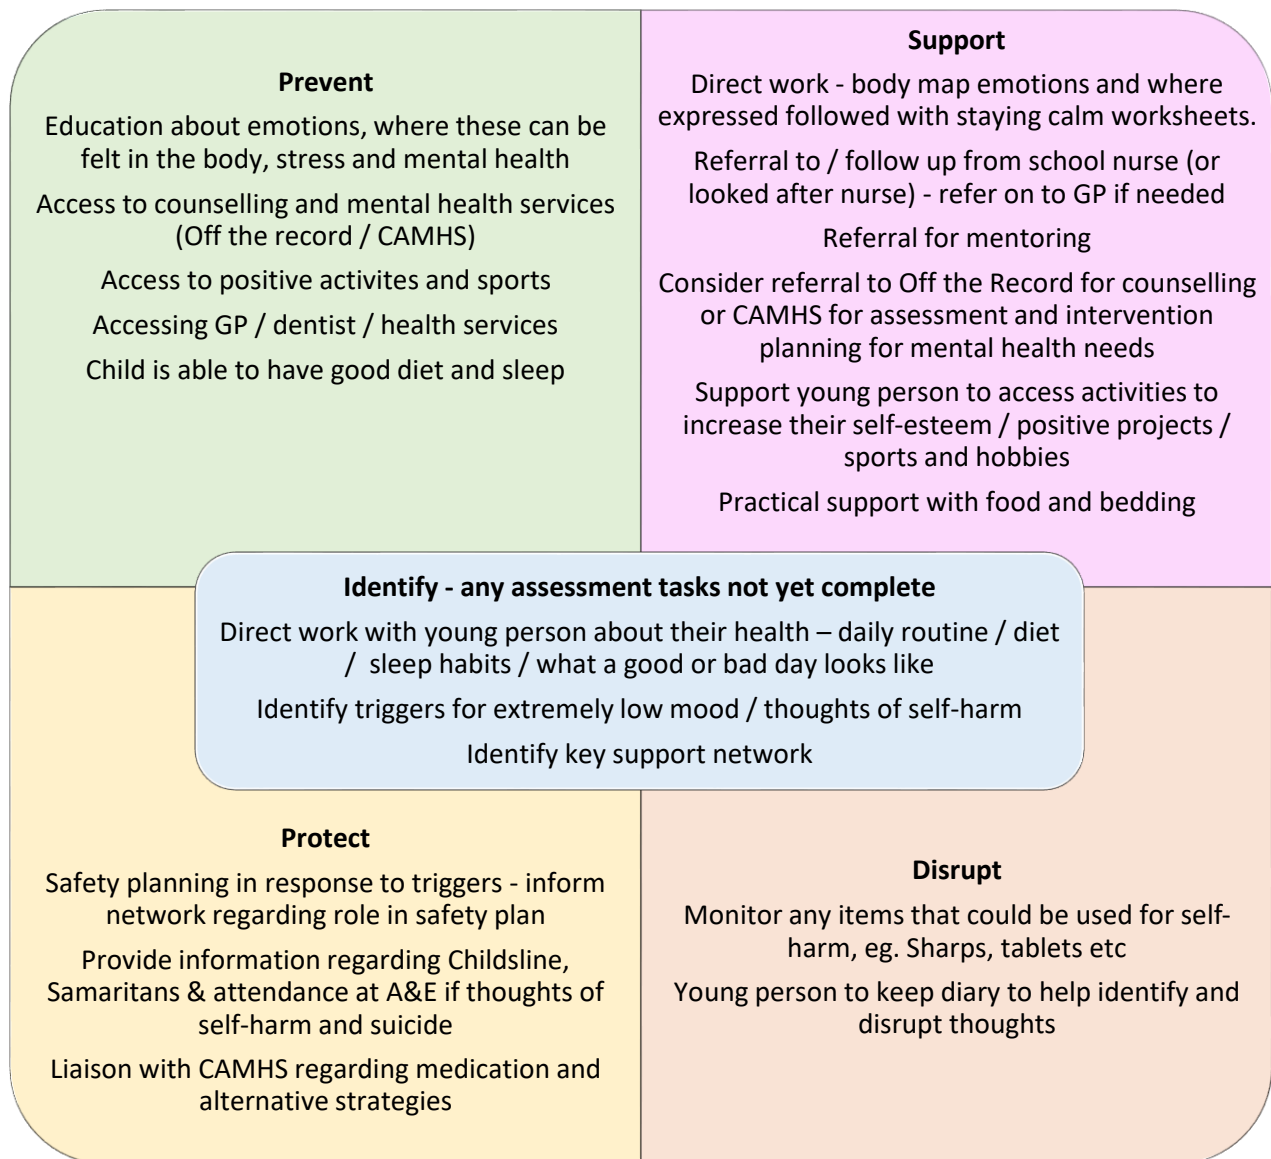 Prevent
Education about emotions, where these can be
felt in the body, stress and mental health
Access to counselling and mental health services
(Off the record / CAMHS)
Access to positive activites and sports
Accessing GP / dentist / health services
Child is able to have good diet and sleep
Support
Direct work - body map emotions and where
expressed followed with staying calm worksheets.
Referral to / follow up from school nurse (or
looked after nurse) - refer on to GP if needed
Referral for mentoring
Consider referral to Off the Record for counselling
or CAMHS for assessment and intervention
planning for mental health needs
Support young person to access activities to
increase their self-esteem / positive projects /
sports and hobbies
Practical support with food and bedding
Identify - any assessment tasks not yet complete
Direct work with young person about their health – daily routine / diet
/ sleep habits / what a good or bad day looks like
Identify triggers for extremely low mood / thoughts of self-harm
Identify key support network
Protect
Safety planning in response to triggers - inform
network regarding role in safety plan
Provide information regarding Childsline,
Samaritans & attendance at A&E if thoughts of
self-harm and suicide
Liaison with CAMHS regarding medication and
alternative strategies
Disrupt
Monitor any items that could be used for self-
harm, eg. Sharps, tablets etc
Young person to keep diary to help identify and
disrupt thoughts